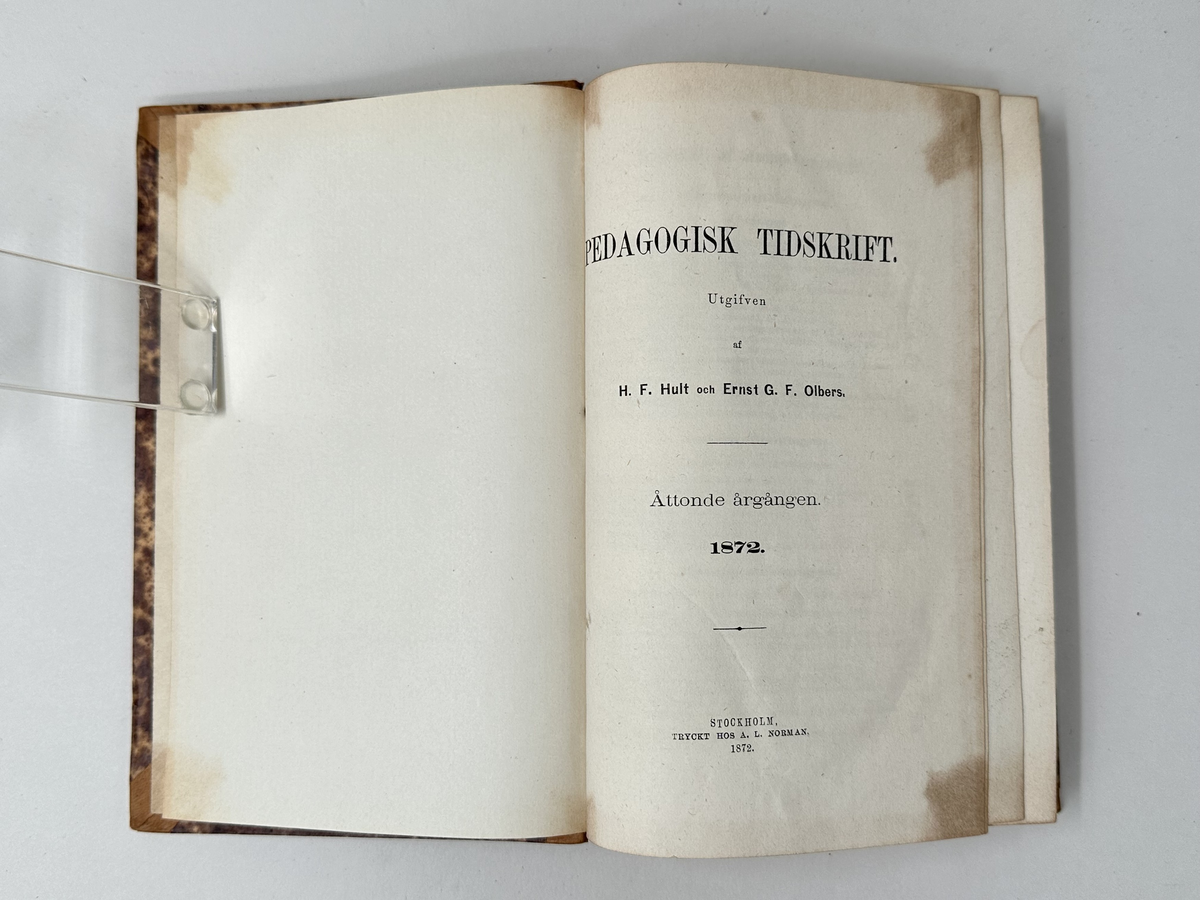 PEDAGOGISK TIDSKRIFT.
Utgifven
af
H. F. Hult och Ernst G. F. Olbers.
Åttonde årgången.
1872.
STOCKHOLM,
TRYCKT HOS A. L. NORMAN,
1872.